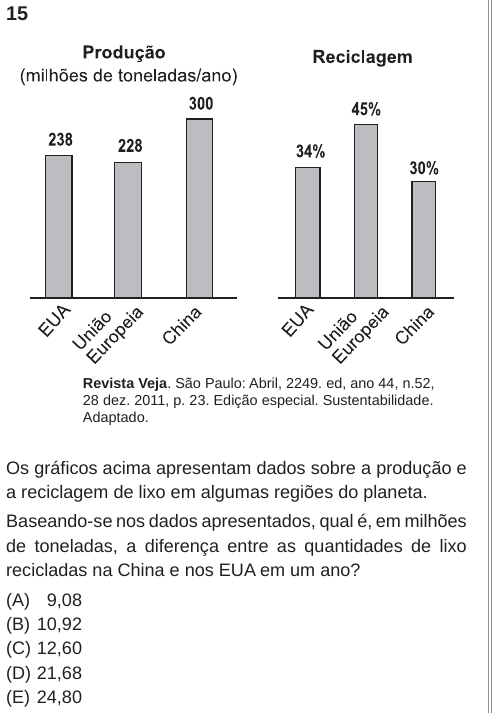 15
Produção
(milhões de toneladas/ano)
238
228
300
EUA
União
Europeia
China
Reciclagem
34%
45%
30%
EUA
União
Europeia
China
Revista Veja. São Paulo: Abril, 2249. ed, ano 44, n.52,
28 dez. 2011, p. 23. Edição especial. Sustentabilidade.
Adaptado.
Os gráficos acima apresentam dados sobre a produção e
a reciclagem de lixo em algumas regiões do planeta.
Baseando-se nos dados apresentados, qual é, em milhões
de toneladas, a diferença entre as quantidades de lixo
recicladas na China e nos EUA em um ano?
(A) 9,08
(B) 10,92
(C) 12,60
(D) 21,68
(E) 24,80